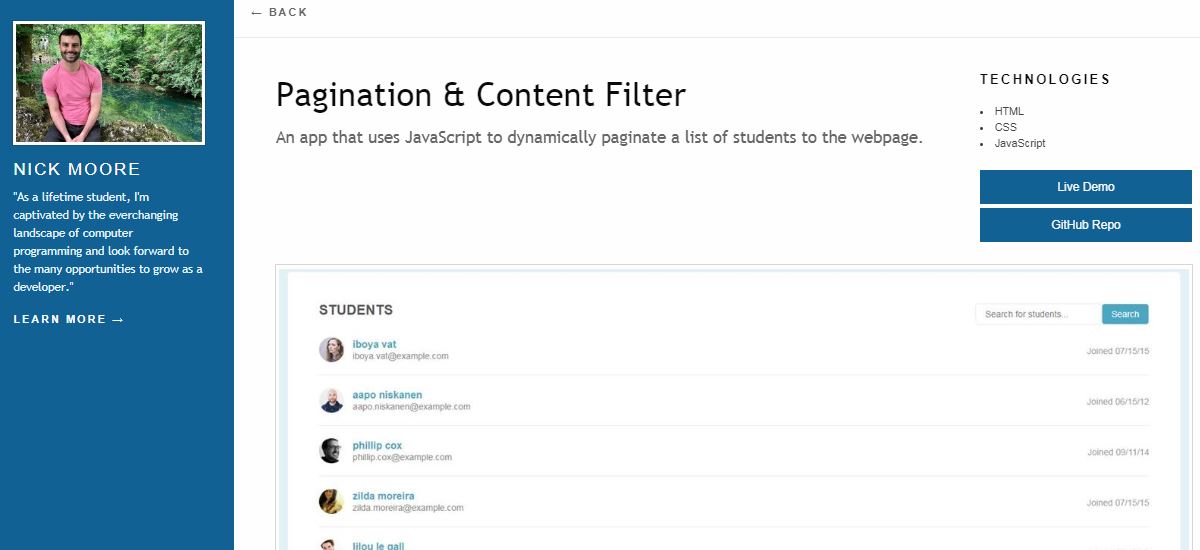 ← BACK
NICK MOORE
"As a lifetime student, I'm
captivated by the everchanging
landscape of computer
programming and look forward to
the many opportunities to grow as a
developer."
LEARN MORE →
Pagination & Content Filter
An app that uses JavaScript to dynamically paginate a list of students to the webpage.
TECHNOLOGIES
• HTML
• CSS
• JavaScript
Live Demo
GitHub Repo
STUDENTS
Search for students... Search
iboya vat
iboya.vat@example.com
Joined 07/15/15
aapo niskanen
aapo.niskanen@example.com
Joined 06/15/12
phillip cox
phillip.cox@example.com
Joined 09/11/14
zilda moreira
zilda.moreira@example.com
Joined 07/15/15
lilou le gall